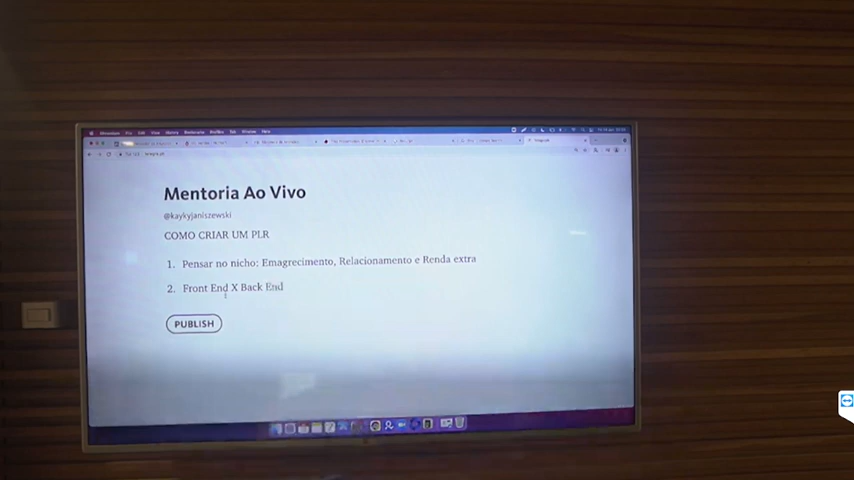 Mentoria Ao Vivo
@kaykyjaniszewski
COMO CRIAR UM PLR
1. Pensar no nicho: Emagrecimento, Relacionamento e Renda extra
2. Front End X Back End
PUBLISH